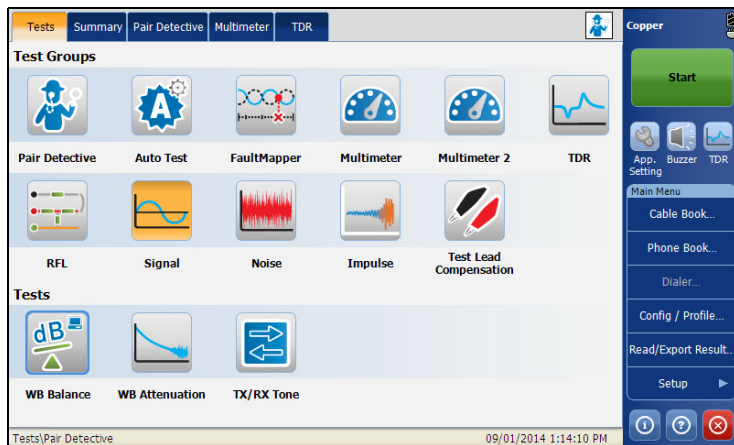 Tests Summary Pair Detective Multimeter TDR
Test Groups
Pair Detective Auto Test FaultMapper Multimeter Multimeter 2 TDR
RFL Signal Noise Impulse Test Lead
Compensation
Tests
dB
WB Balance WB Attenuation TX/RX Tone
Tests\Pair Detective 09/01/2014 1:14:10 PM
Copper
Start
App. Buzzer TDR
Setting
Main Menu
Cable Book...
Phone Book...
Dialer...
Config / Profile...
Read/Export Result..
Setup